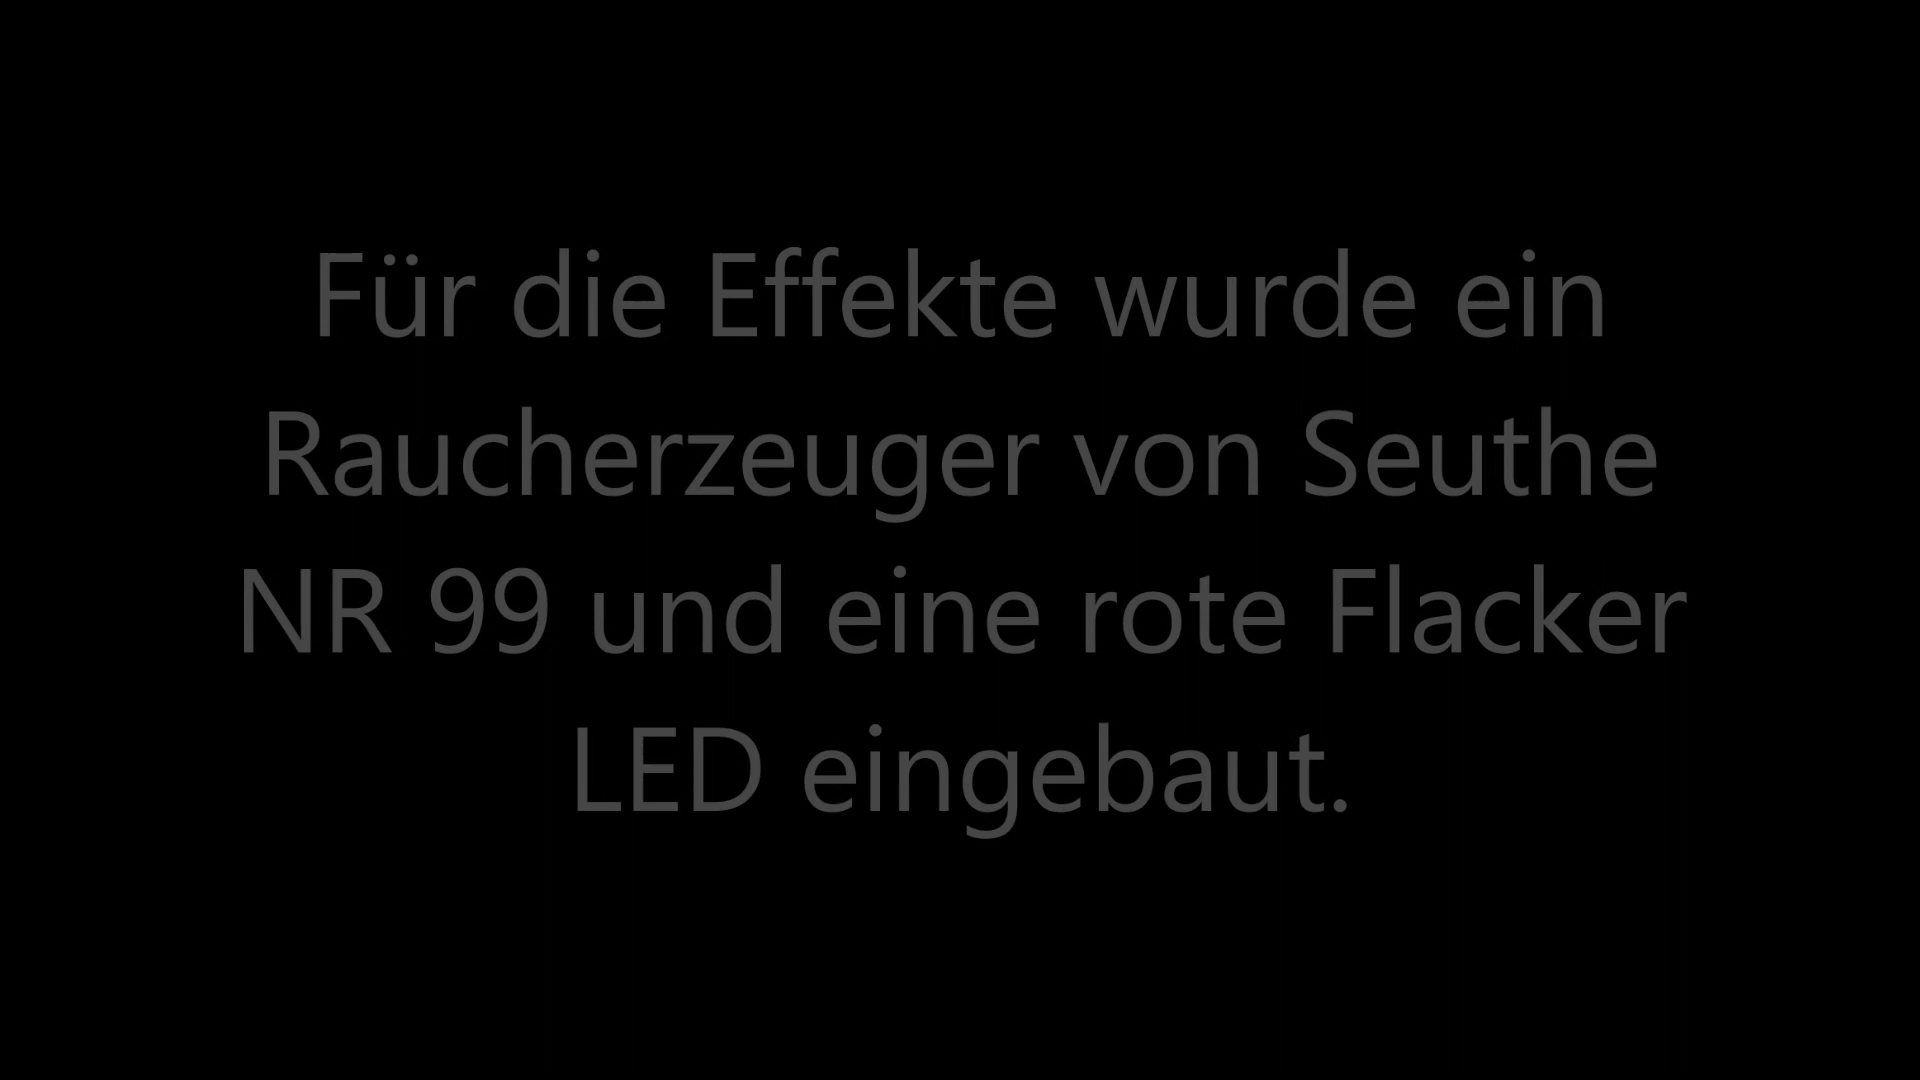 Für die Effekte wurde ein
Raucherzeuger von Seuthe
NR 99 und eine rote Flacker
LED eingebaut.